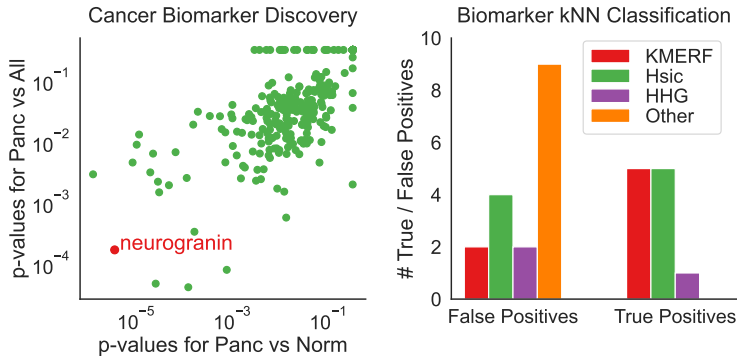 Cancer Biomarker Discovery
p-values for Panc vs All
10⁻¹
10⁻²
10⁻³
10⁻⁴
neurogranin
10⁻⁵
10⁻³
10⁻¹
p-values for Panc vs Norm
Biomarker kNN Classification
# True / False Positives
10
8
6
4
2
0
KMERF
Hsic
HHG
Other
False Positives
True Positives